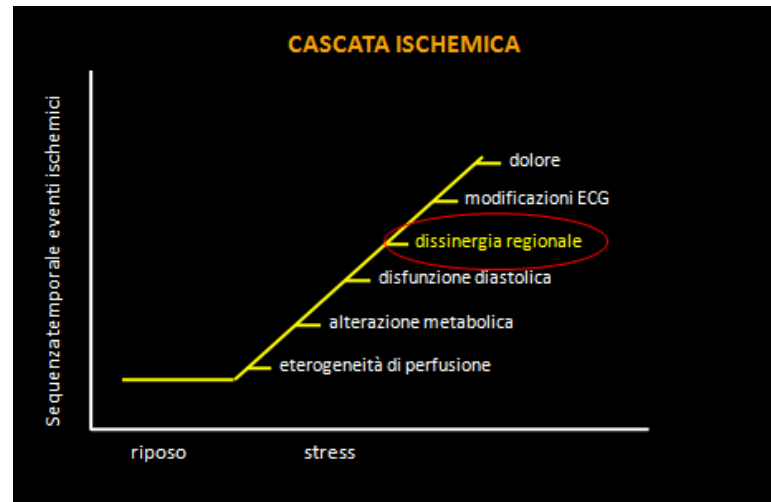 CASCATA ISCHEMICA
Sequenzatemporale eventi ischemici
dolore
modificazioni ECG
dissinergia regionale
disfunzione diastolica
alterazione metabolica
eterogeneità di perfusione
riposo
stress